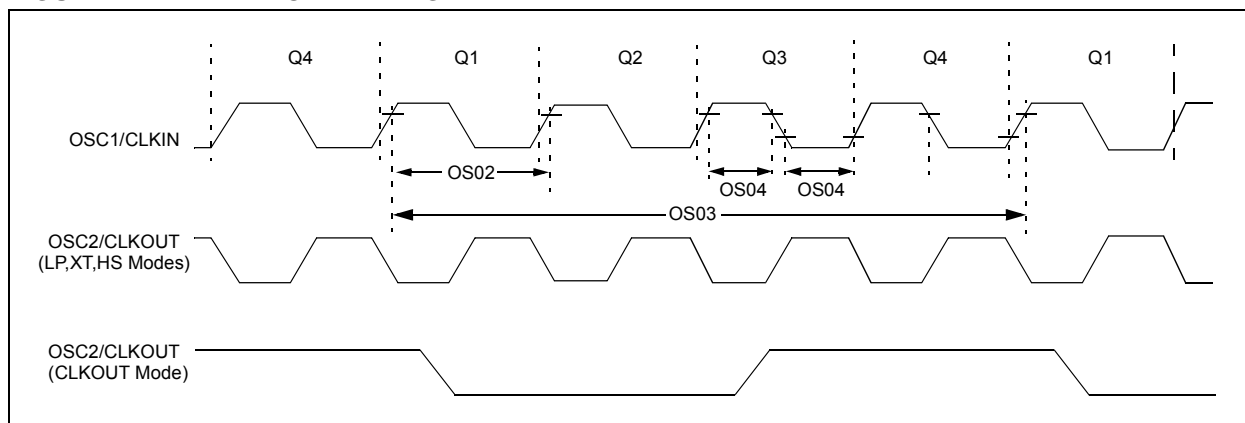 Q4 Q1 Q2 Q3 Q4 Q1
OSC1/CLKIN
OS02
OS04 OS04
OS03
OSC2/CLKOUT
(LP,XT,HS Modes)
OSC2/CLKOUT
(CLKOUT Mode)